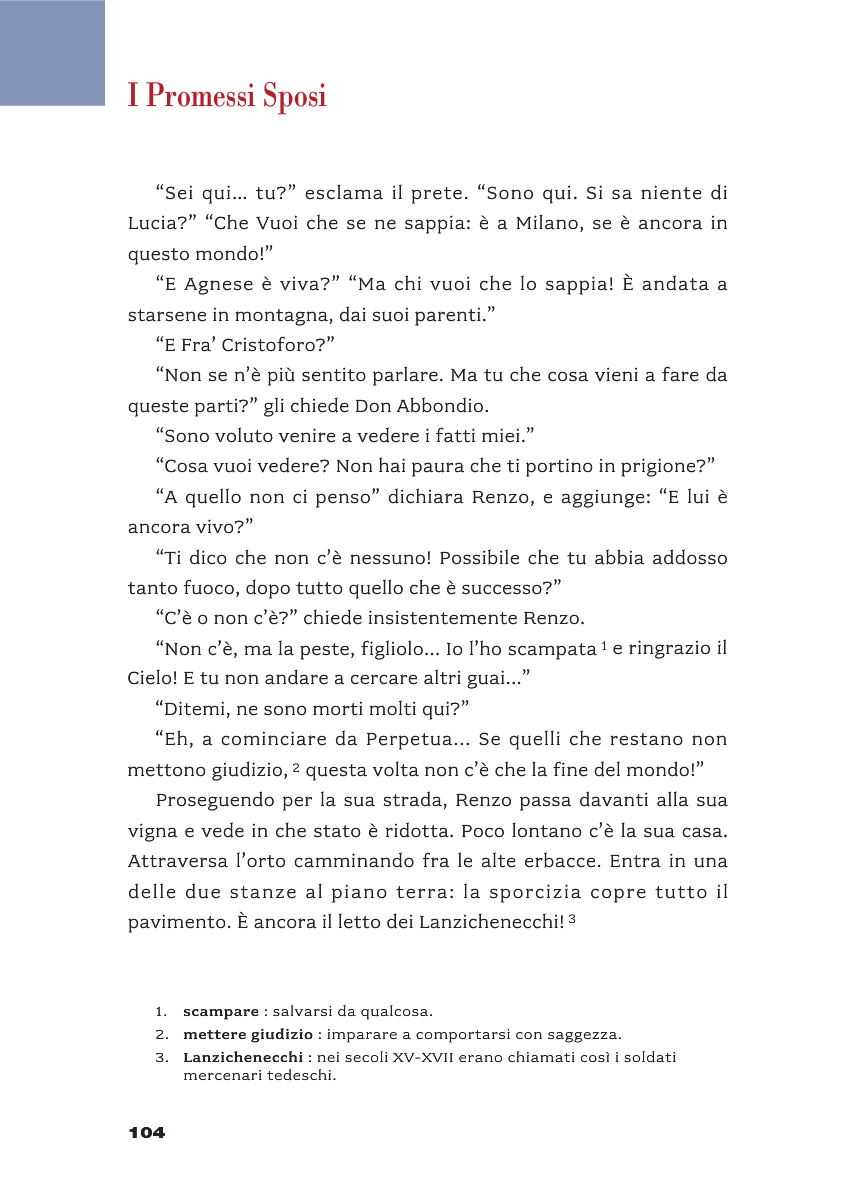 I Promessi Sposi
“Sei qui... tu?” esclama il prete. “Sono qui. Si sa niente di
Lucia?” “Che Vuoi che se ne sappia: è a Milano, se è ancora in
questo mondo!”
“E Agnese è viva?” “Ma chi vuoi che lo sappia! È andata a
starsene in montagna, dai suoi parenti.”
“E Fra’ Cristoforo?”
“Non se n’è più sentito parlare. Ma tu che cosa vieni a fare da
queste parti?” gli chiede Don Abbondio.
“Sono voluto venire a vedere i fatti miei.”
“Cosa vuoi vedere? Non hai paura che ti portino in prigione?”
“A quello non ci penso” dichiara Renzo, e aggiunge: “E lui è
ancora vivo?”
“Ti dico che non c’è nessuno! Possibile che tu abbia addosso
tanto fuoco, dopo tutto quello che è successo?”
“C’è o non c’è?” chiede insistentemente Renzo.
“Non c’è, ma la peste, figliolo... Io l’ho scampata 1 e ringrazio il
Cielo! E tu non andare a cercare altri guai...”
“Ditemi, ne sono morti molti qui?”
“Eh, a cominciare da Perpetua... Se quelli che restano non
mettono giudizio, 2 questa volta non c’è che la fine del mondo!”
Proseguendo per la sua strada, Renzo passa davanti alla sua
vigna e vede in che stato è ridotta. Poco lontano c’è la sua casa.
Attraversa l’orto camminando fra le alte erbacce. Entra in una
delle due stanze al piano terra: la sporcizia copre tutto il
pavimento. È ancora il letto dei Lanzichenecchi! 3
1. scampare : salvarsi da qualcosa.
2. mettere giudizio : imparare a comportarsi con saggezza.
3. Lanzichenecchi : nei secoli XV-XVII erano chiamati così i soldati
mercenari tedeschi.
104